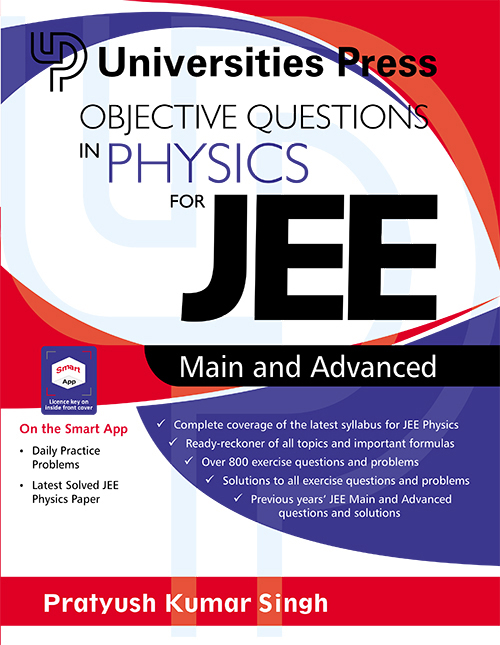 Universities Press
OBJECTIVE QUESTIONS
IN PHYSICS
FOR
JEE
Main and Advanced
Smart
App
Licence key on
inside front cover
On the Smart App
• Daily Practice
Problems
• Latest Solved JEE
Physics Paper
✓ Complete coverage of the latest syllabus for JEE Physics
✓ Ready-reckoner of all topics and important formulas
✓ Over 800 exercise questions and problems
✓ Solutions to all exercise questions and problems
✓ Previous years' JEE Main and Advanced
questions and solutions
Pratyush Kumar Singh